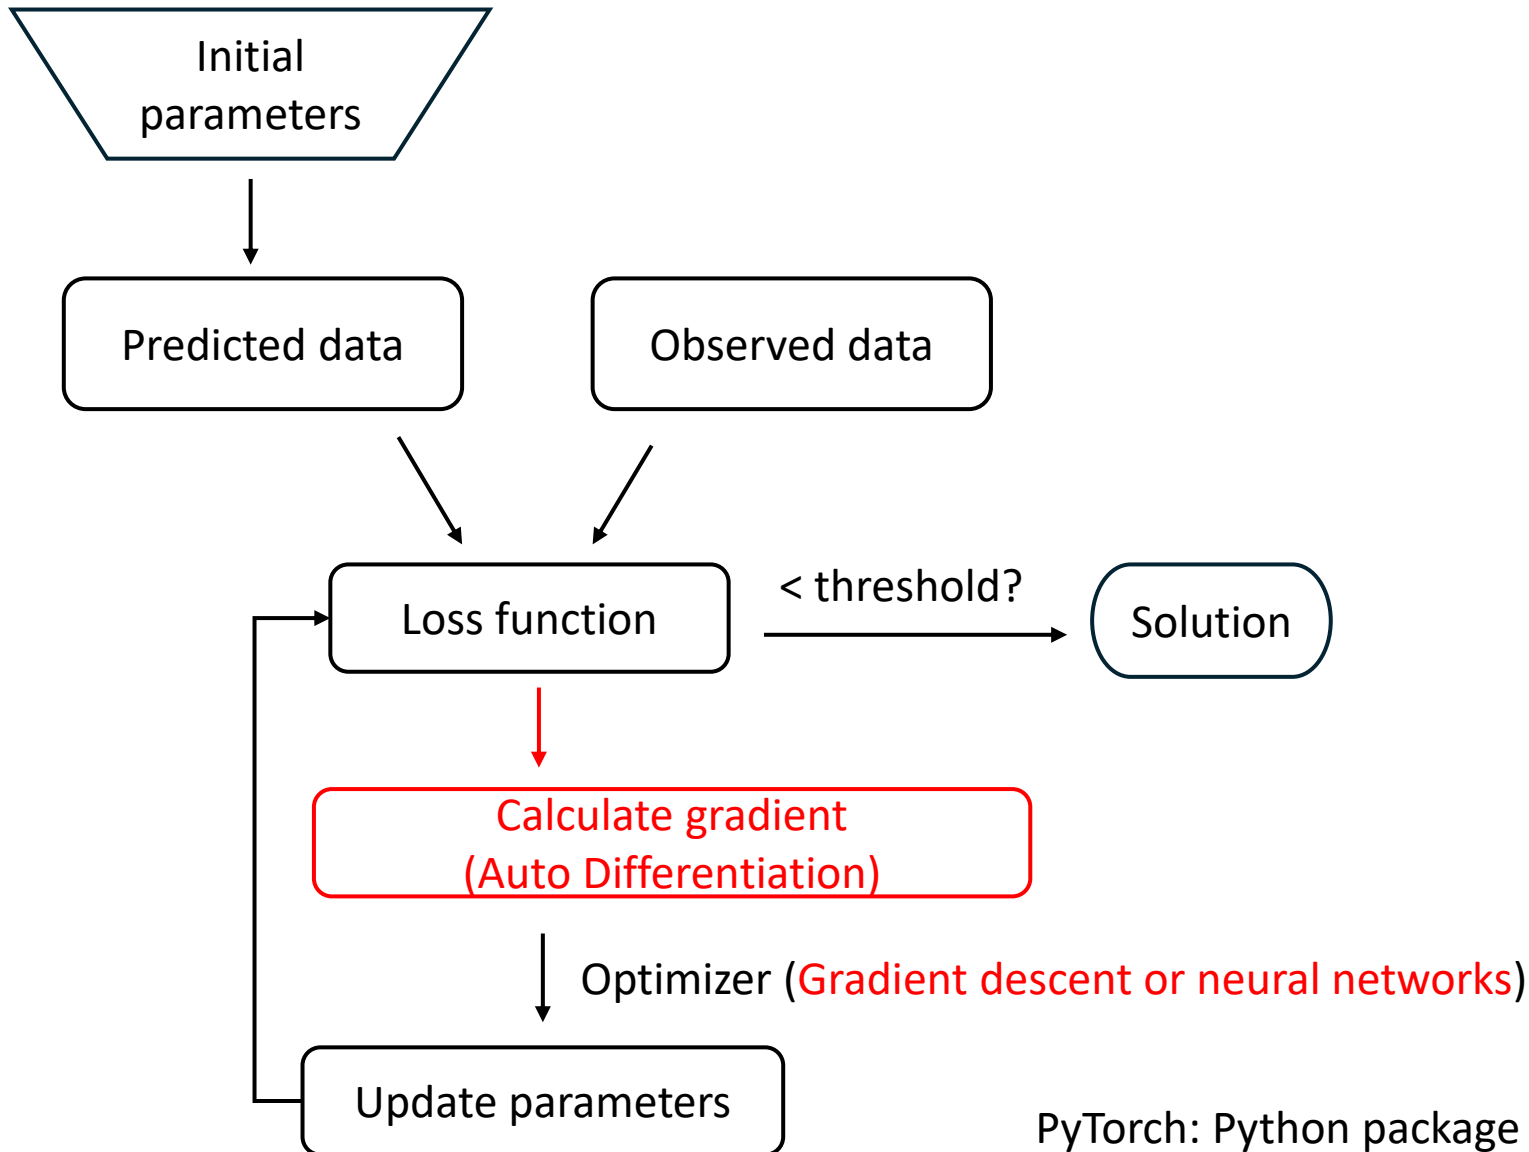 Initial
parameters
Predicted data
Observed data
Loss function
< threshold?
Solution
Calculate gradient
(Auto Differentiation)
Optimizer (Gradient descent or neural networks)
Update parameters
PyTorch: Python package